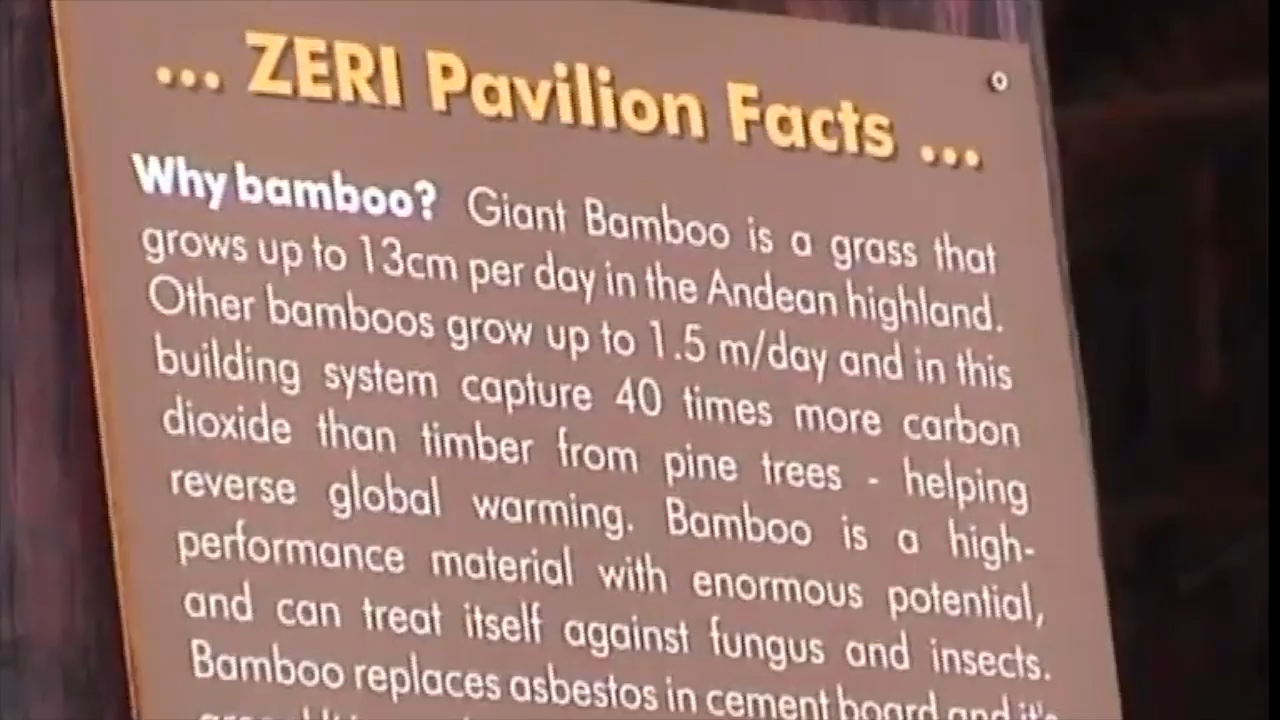 ... ZERI Pavilion Facts ...
Why bamboo? Giant Bamboo is a grass that
grows up to 13cm per day in the Andean highland.
Other bamboos grow up to 1.5 m/day and in this
building system capture 40 times more carbon
dioxide than timber from pine trees - helping
reverse global warming. Bamboo is a high-
performance material with enormous potential,
and can treat itself against fungus and insects.
Bamboo replaces asbestos in cement board and it's